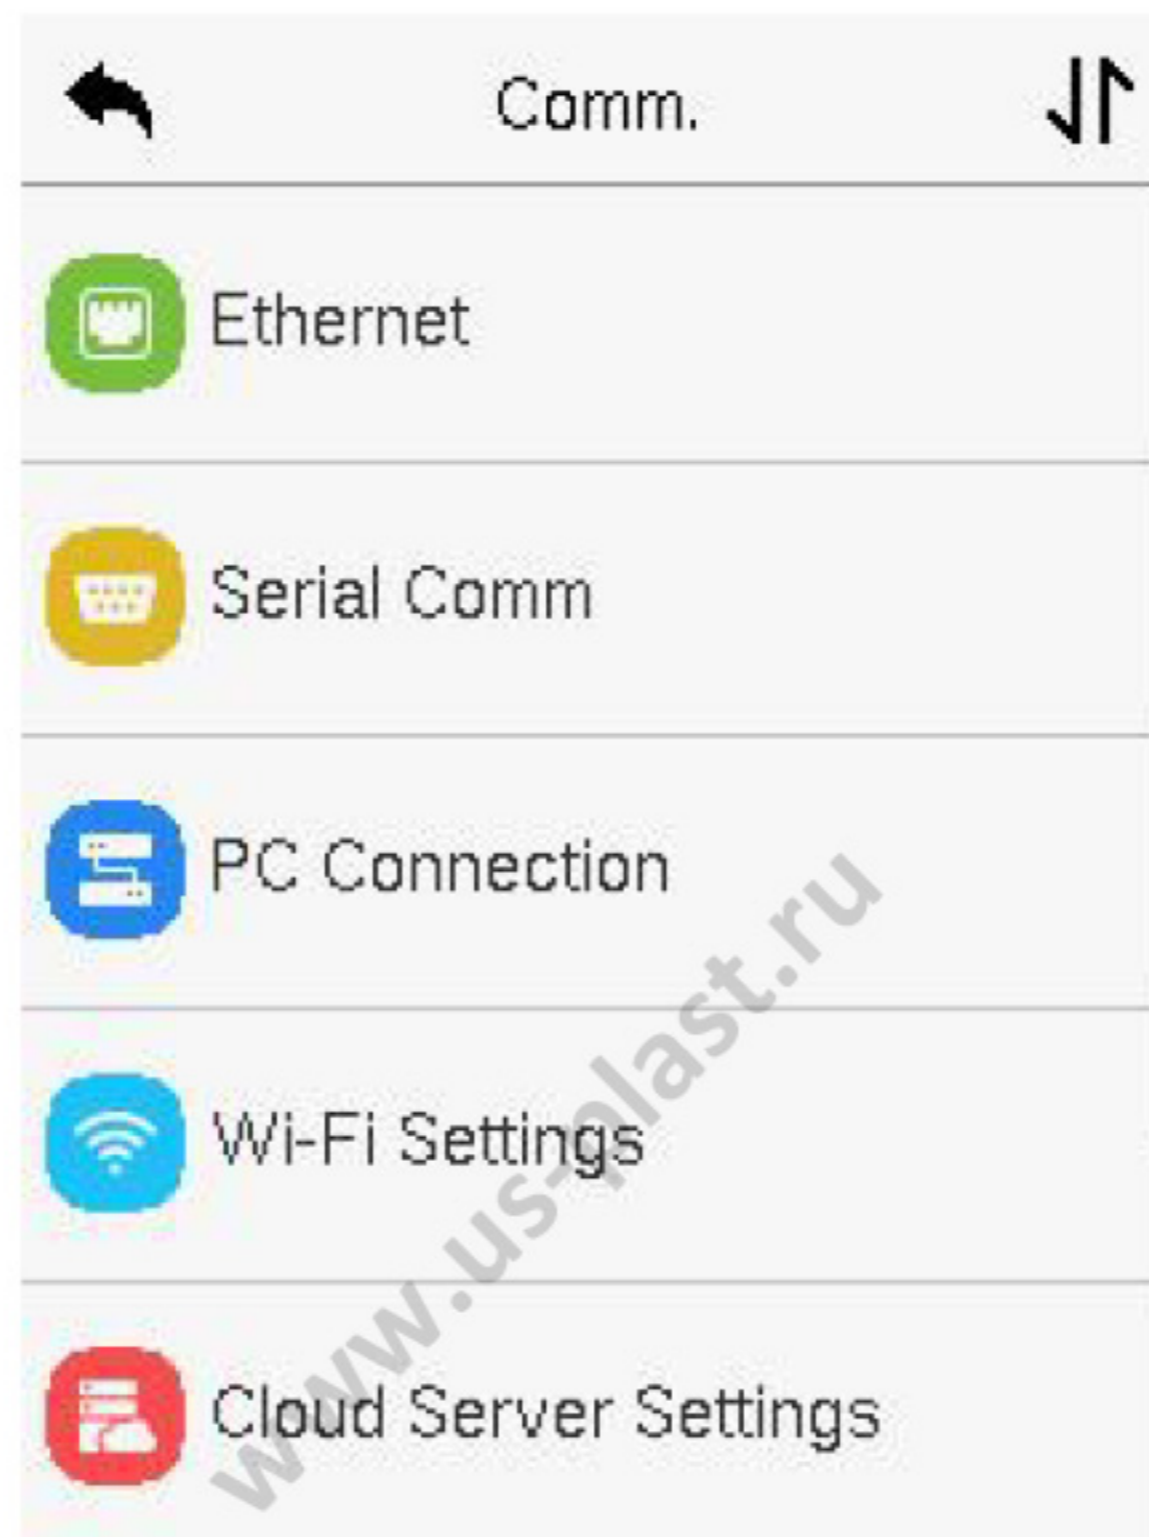 Comm.
Ethernet
Serial Comm
PC Connection
Wi-Fi Settings
Cloud Server Settings
www.us-plast.ru